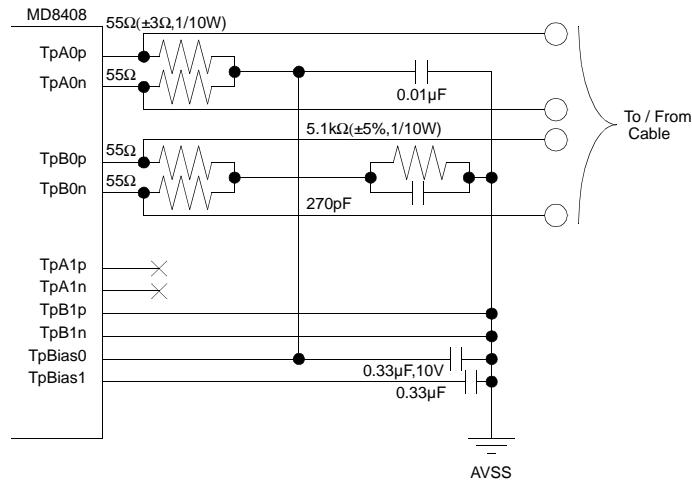 MD8408
55Ω(±3Ω,1/10W)
TpA0p
TpA0n
55Ω
0.01µF
To / From
Cable
5.1kΩ(±5%,1/10W)
TpB0p
55Ω
TpB0n
55Ω
270pF
TpA1p
TpA1n
TpB1p
TpB1n
TpBias0
0.33µF,10V
TpBias1
0.33µF
AVSS